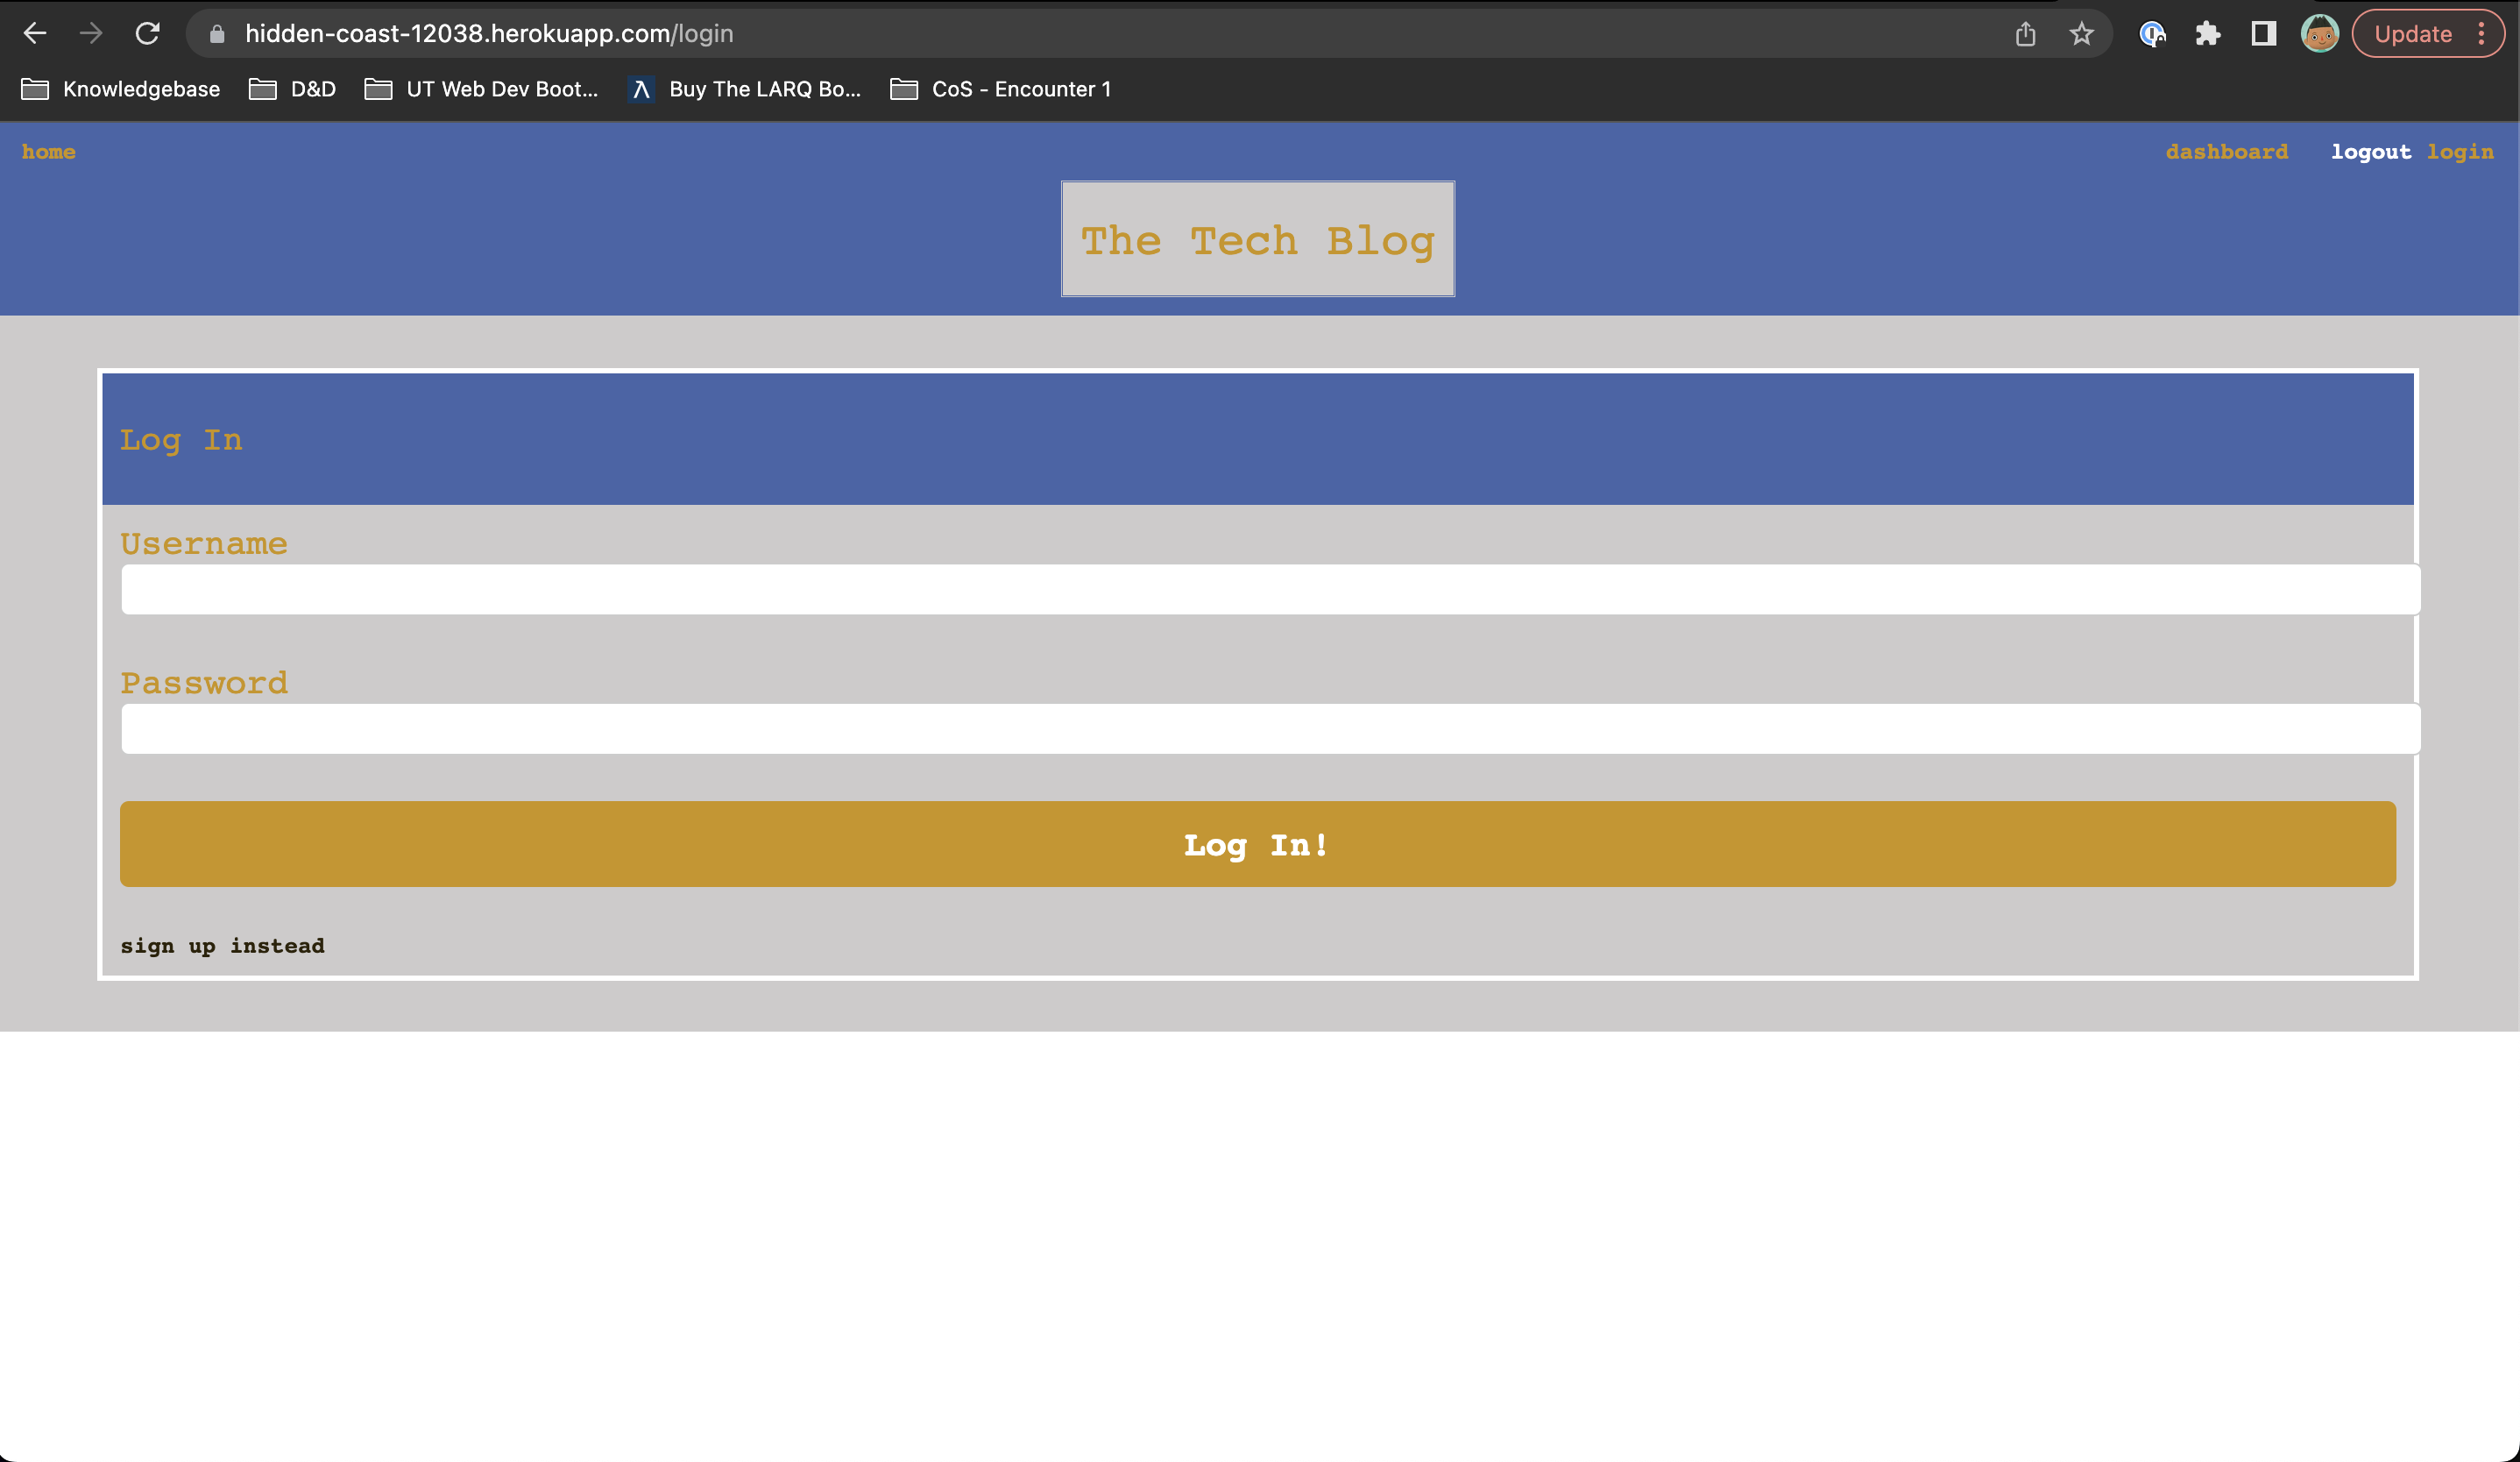 hidden-coast-12038.herokuapp.com/login
Update
Knowledgebase D&D UT Web Dev Boot... Buy The LARQ Bo... CoS - Encounter 1
home dashboard logout login
The Tech Blog
Log In
Username
Password
Log In!
sign up instead